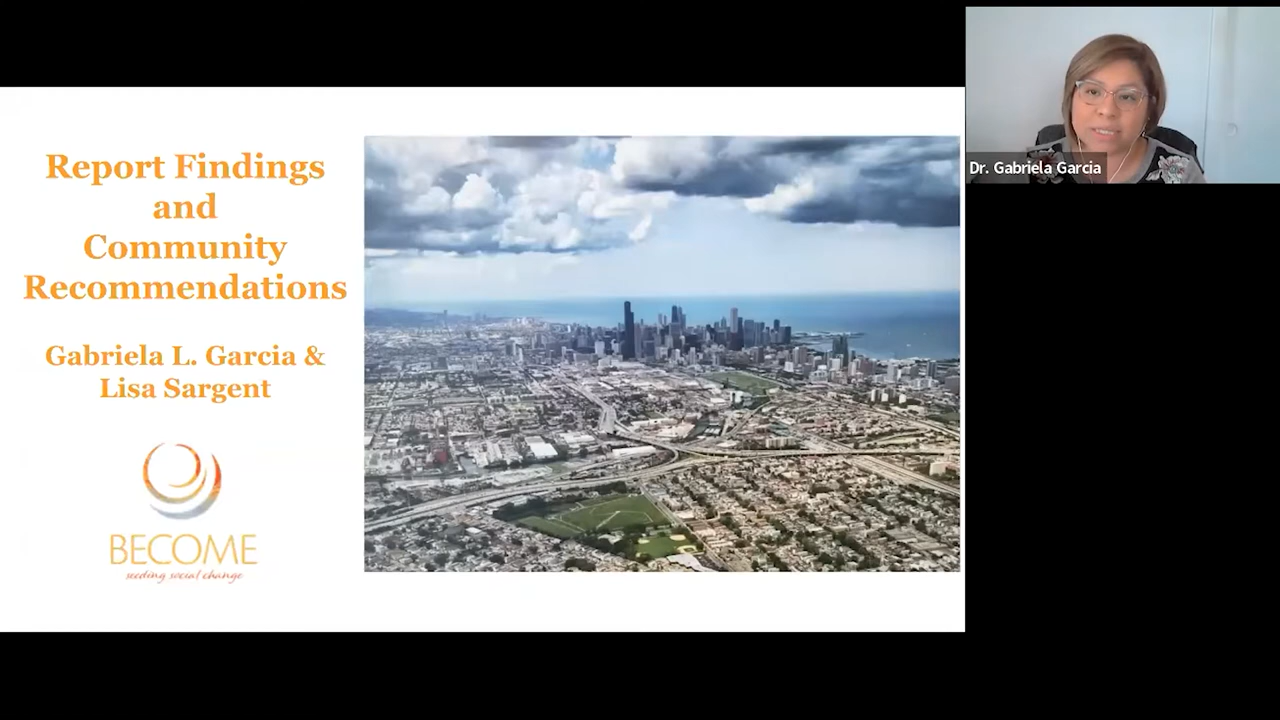 Report Findings
and
Community
Recommendations
Gabriela L. Garcia &
Lisa Sargent
BECOME
seeding social change
Dr. Gabriela Garcia